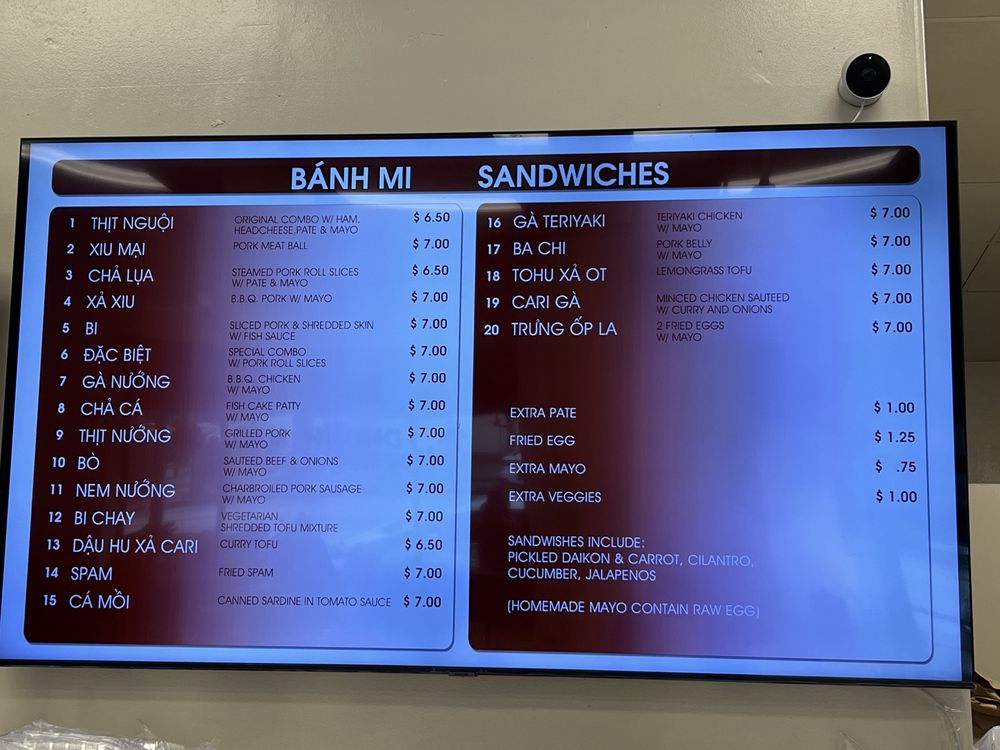 BÁNH MI SANDWICHES
1 THỊT NGUỘI ORIGINAL COMBO W/ HAM, $ 6.50
HEADCHEESE,PATE & MAYO
2 XIU MẠI PORK MEAT BALL $ 7.00
3 CHẢ LỤA STEAMED PORK ROLL SLICES $ 6.50
W/ PATE & MAYO
4 XẢ XIU B.B.Q. PORK W/ MAYO $ 7.00
5 BI SLICED PORK & SHREDDED SKIN $ 7.00
W/ FISH SAUCE
6 ĐẶC BIỆT SPECIAL COMBO $ 7.00
W/ PORK ROLL SLICES
7 GÀ NƯỚNG B.B.Q. CHICKEN $ 7.00
W/ MAYO
8 CHẢ CÁ FISH CAKE PATTY $ 7.00
W/ MAYO
9 THỊT NƯỚNG GRILLED PORK $ 7.00
W/ MAYO
10 BÒ SAUTEED BEEF & ONIONS $ 7.00
W/ MAYO
11 NEM NƯỚNG CHARBROILED PORK SAUSAGE $ 7.00
W/ MAYO
12 BI CHAY VEGETARIAN $ 7.00
SHREDDED TOFU MIXTURE
13 DẬU HU XẢ CARI CURRY TOFU $ 6.50
14 SPAM FRIED SPAM $ 7.00
15 CÁ MỒI CANNED SARDINE IN TOMATO SAUCE $ 7.00
16 GÀ TERIYAKI TERIYAKI CHICKEN $ 7.00
W/ MAYO
17 BA CHI PORK BELLY $ 7.00
W/ MAYO
18 TOHU XẢ OT LEMONGRASS TOFU $ 7.00
19 CARI GÀ MINCED CHICKEN SAUTEED $ 7.00
W/ CURRY AND ONIONS
20 TRƯNG ỐP LA 2 FRIED EGGS $ 7.00
W/ MAYO
EXTRA PATE $ 1.00
FRIED EGG $ 1.25
EXTRA MAYO $ .75
EXTRA VEGGIES $ 1.00
SANDWISHES INCLUDE:
PICKLED DAIKON & CARROT, CILANTRO,
CUCUMBER, JALAPENOS
(HOMEMADE MAYO CONTAIN RAW EGG)